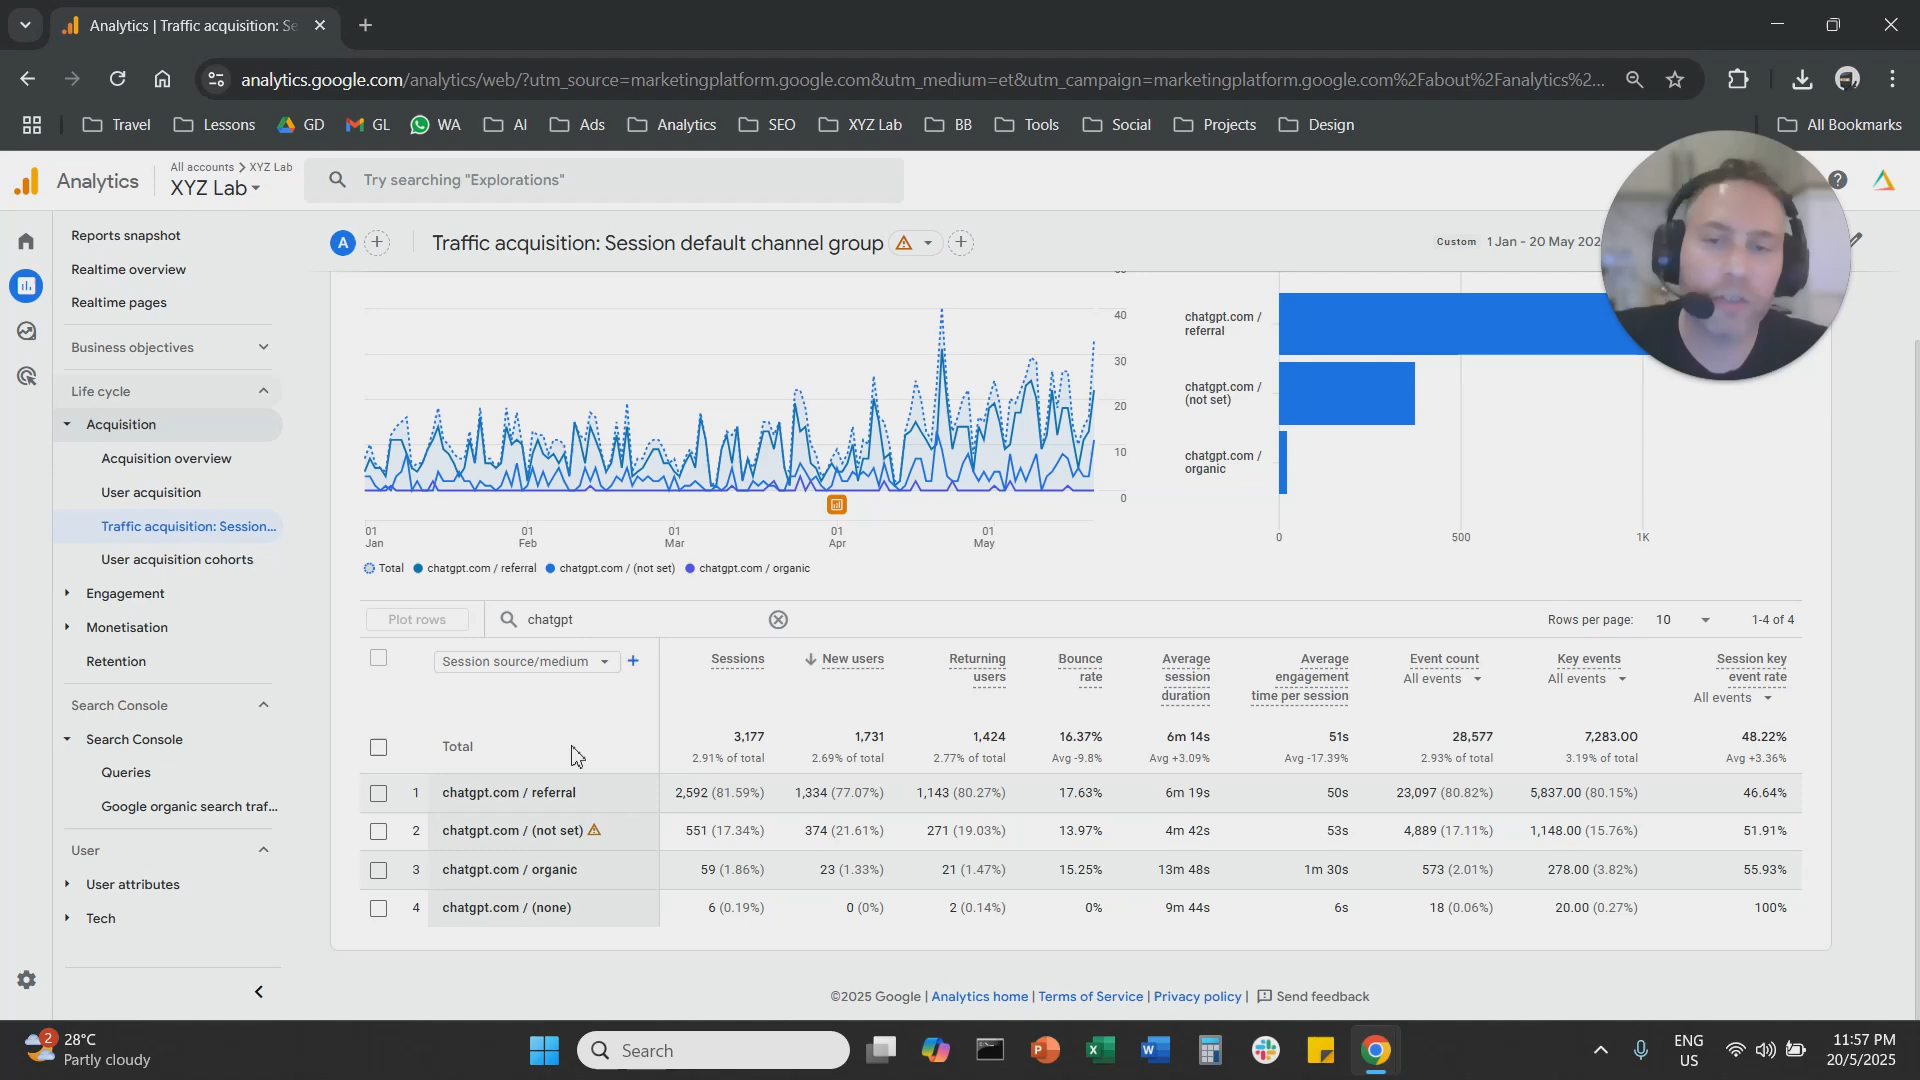 Analytics | Traffic acquisition: Se
analytics.google.com/analytics/web/?utm_source=marketingplatform.google.com&utm_medium=et&utm_campaign=marketingplatform.google.com%2Fabout%2Fanalytics%2...
Travel Lessons GD GL WA AI Ads Analytics SEO XYZ Lab BB Tools Social Projects Design All Bookmarks
Analytics
All accounts > XYZ Lab
XYZ Lab
Try searching "Explorations"
Reports snapshot
Realtime overview
Realtime pages
Business objectives
Life cycle
Acquisition
Acquisition overview
User acquisition
Traffic acquisition: Session...
User acquisition cohorts
Engagement
Monetisation
Retention
Search Console
Search Console
Queries
Google organic search traf...
User
User attributes
Tech
A
Traffic acquisition: Session default channel group
Custom 1 Jan - 20 May 202
40
30
20
10
0
01 Jan
01 Feb
01 Mar
01 Apr
01 May
Total chatgpt.com / referral chatgpt.com / (not set) chatgpt.com / organic
chatgpt.com /
referral
chatgpt.com /
(not set)
chatgpt.com /
organic
0 500 1K
Plot rows chatgpt Rows per page: 10 1-4 of 4
Session source/medium
Sessions
New users
Returning
users
Bounce
rate
Average
session
duration
Average
engagement
time per session
Event count
All events
Key events
All events
Session key
event rate
All events
Total 3,177 1,731 1,424 16.37% 6m 14s 51s 28,577 7,283.00 48.22%
2.91% of total 2.69% of total 2.77% of total Avg -9.8% Avg +3.09% Avg -17.39% 2.93% of total 3.19% of total Avg +3.36%
1 chatgpt.com / referral 2,592 (81.59%) 1,334 (77.07%) 1,143 (80.27%) 17.63% 6m 19s 50s 23,097 (80.82%) 5,837.00 (80.15%) 46.64%
2 chatgpt.com / (not set) 551 (17.34%) 374 (21.61%) 271 (19.03%) 13.97% 4m 42s 53s 4,889 (17.11%) 1,148.00 (15.76%) 51.91%
3 chatgpt.com / organic 59 (1.86%) 23 (1.33%) 21 (1.47%) 15.25% 13m 48s 1m 30s 573 (2.01%) 278.00 (3.82%) 55.93%
4 chatgpt.com / (none) 6 (0.19%) 0 (0%) 2 (0.14%) 0% 9m 44s 6s 18 (0.06%) 20.00 (0.27%) 100%
©2025 Google | Analytics home | Terms of Service | Privacy policy | Send feedback
2
28°C
Partly cloudy
Search
ENG
US
11:57 PM
20/5/2025